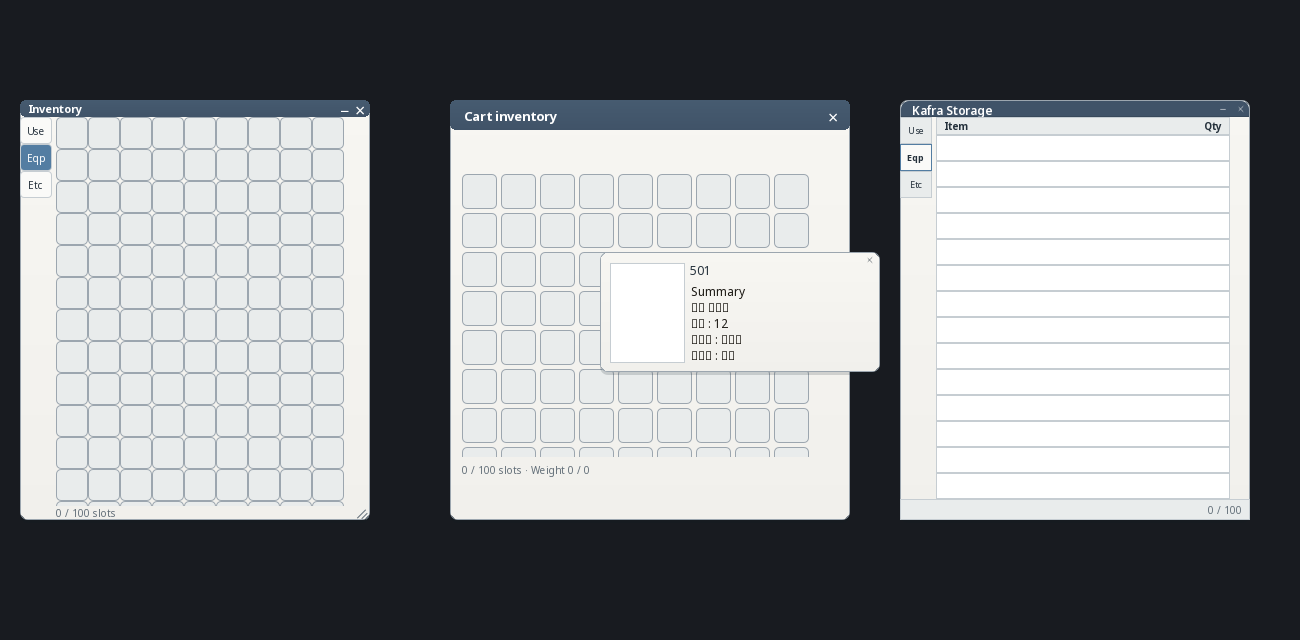 Inventory
Use
Eqp
Etc
0 / 100 slots
Cart inventory
0 / 100 slots · Weight 0 / 0
501
Summary
: 12
Kafra Storage
Use
Eqp
Etc
Item Qty
0 / 100